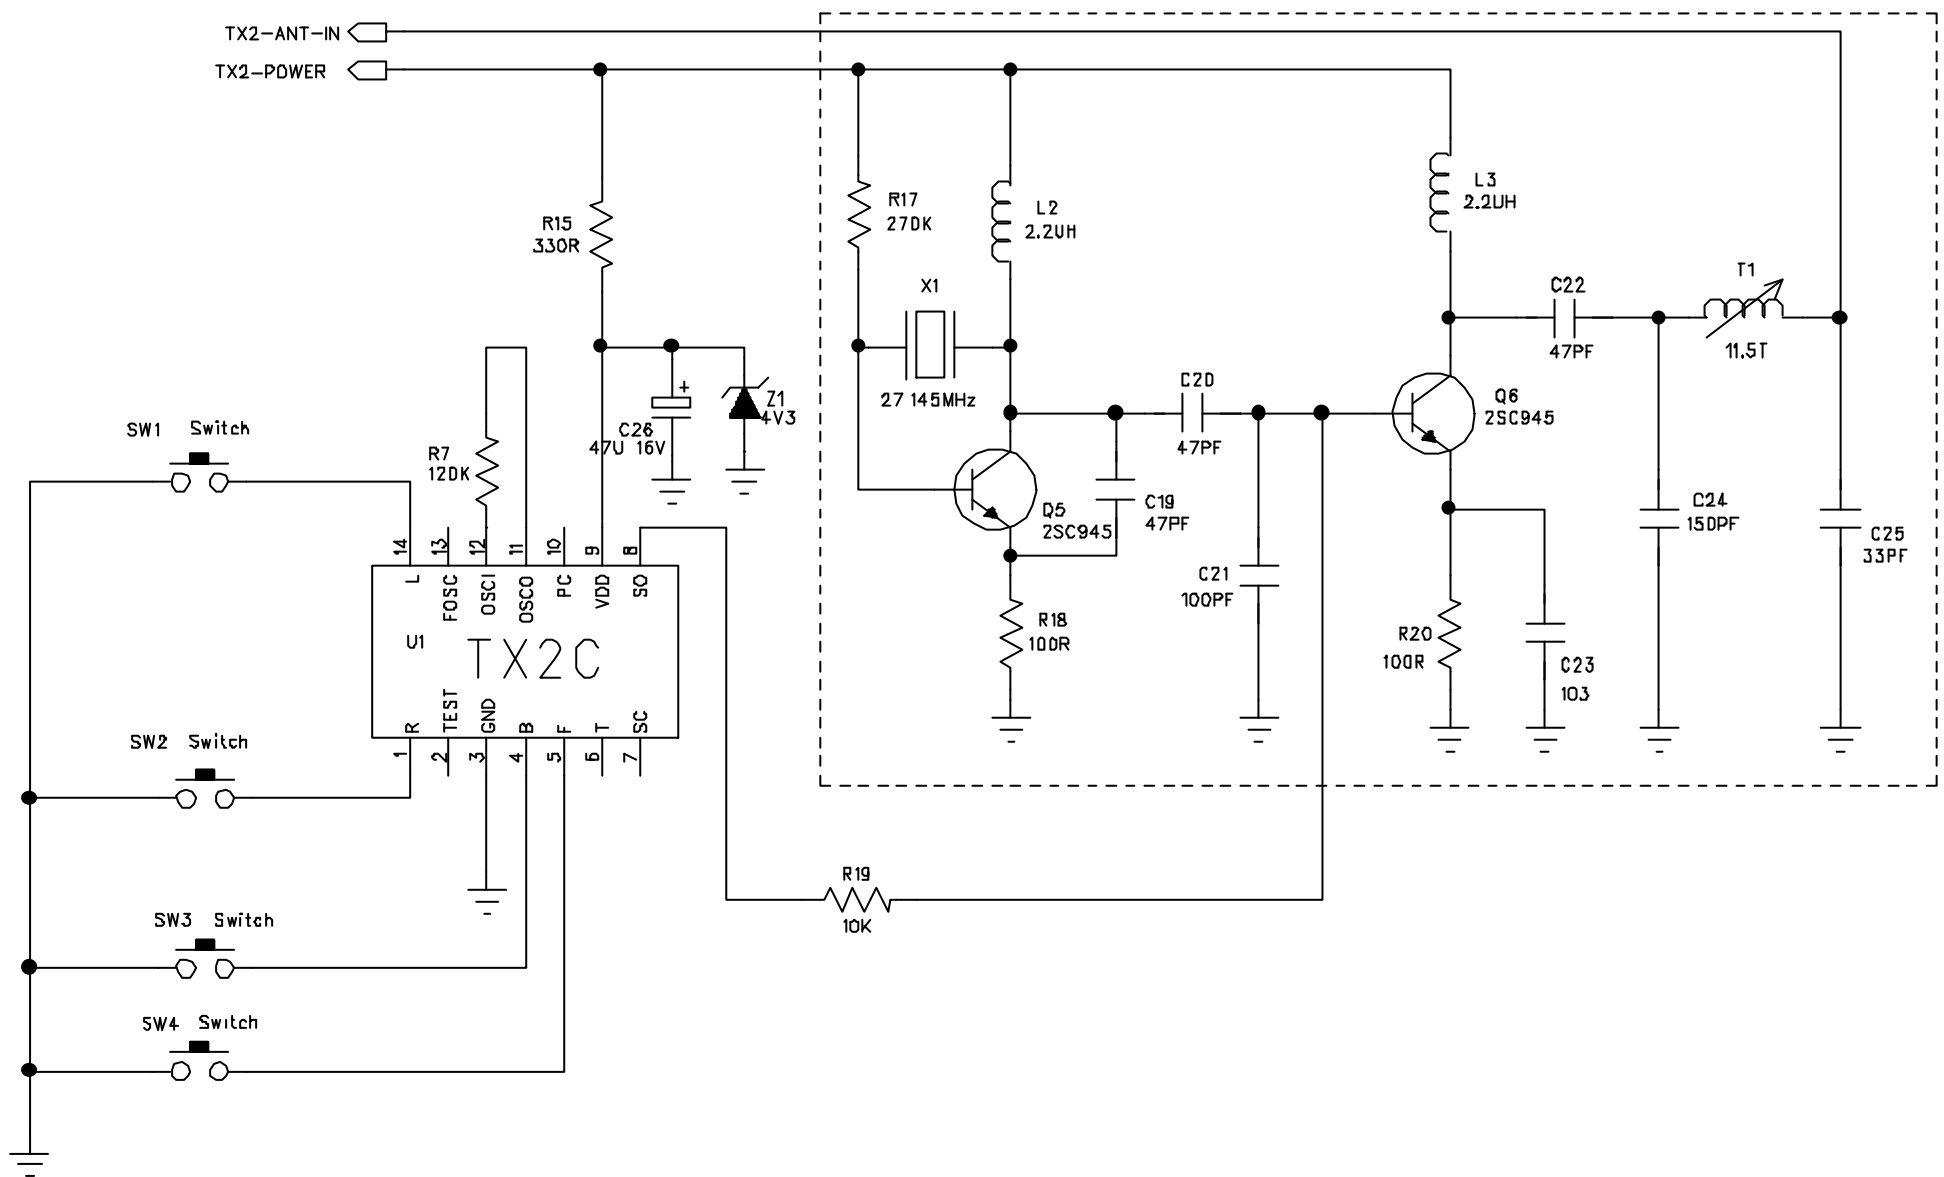 TX2-ANT-IN
TX2-POWER
R15
330R
R17
270K
L2
2.2UH
L3
2.2UH
X1
27 145MHz
T1
11.5T
C22
47PF
C20
47PF
Q6
2SC945
Z1
4V3
C26
47U 16V
SW1 Switch
R7
120K
Q5
2SC945
C19
47PF
C24
150PF
C25
33PF
C21
100PF
R18
100R
R20
100R
C23
103
14 13 12 11 10 9 8
L FOSC OSCI OSCO PC VDD SO
U1 TX2C
R TEST GND B F T SC
1 2 3 4 5 6 7
SW2 Switch
R19
10K
SW3 Switch
SW4 Switch